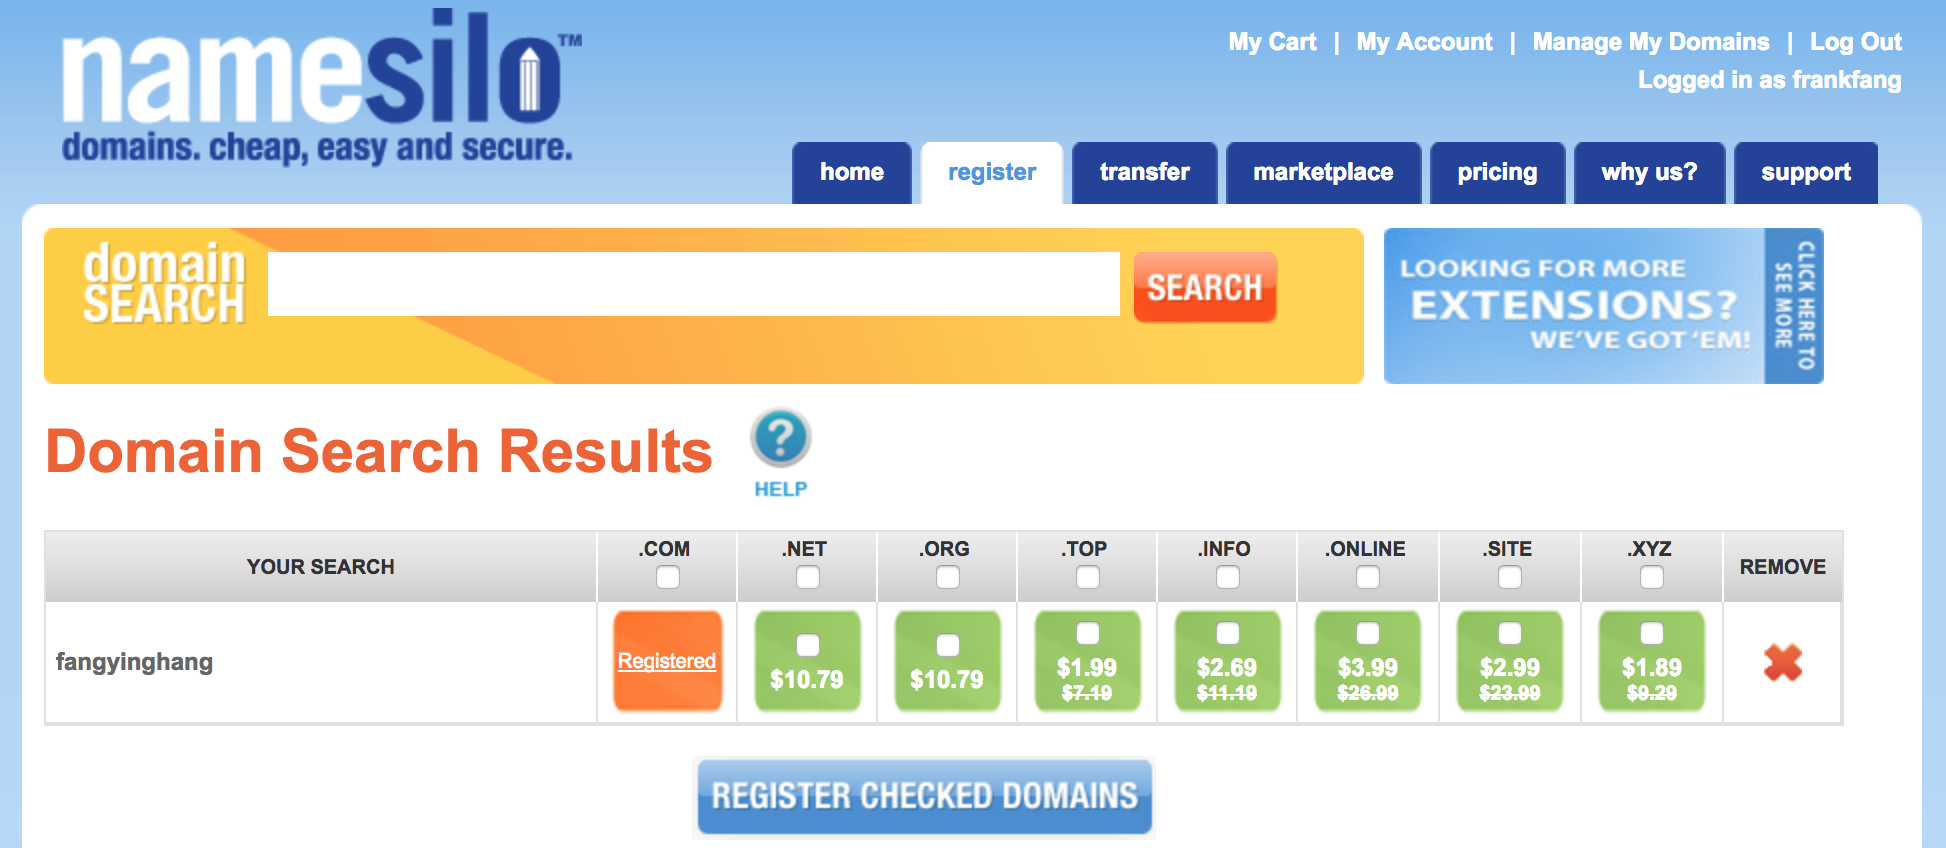 namesilo™
domains. cheap, easy and secure.
My Cart | My Account | Manage My Domains | Log Out
Logged in as frankfang
home register transfer marketplace pricing why us? support
domain
SEARCH
SEARCH
LOOKING FOR MORE
EXTENSIONS?
WE'VE GOT 'EM!
CLICK HERE TO
SEE MORE
Domain Search Results
?
HELP
YOUR SEARCH .COM .NET .ORG .TOP .INFO .ONLINE .SITE .XYZ REMOVE
fangyinghang Registered $10.79 $10.79 $1.99 $2.69 $3.99 $2.99 $1.89
$7.19 $11.19 $26.99 $23.99 $9.29
REGISTER CHECKED DOMAINS